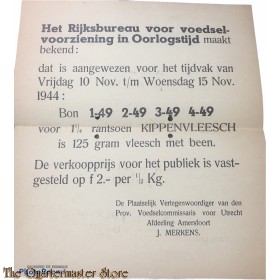 Het Rijksbureau voor voedsel-
voorziening in Oorlogstijd maakt
bekend:
dat is aangewezen voor het tijdvak van
Vrijdag 10 Nov. t/m Woensdag 15 Nov.
1944:
Bon 1-49 2-49 3-49 4-49
voor 1¼ rantsoen KIPPENVLEESCH
is 125 gram vleesch met been.
De verkoopprijs voor het publiek is vast-
gesteld op f 2.- per ½ Kg.
De Plaatselijk Vertegenwoordiger van den
Prov. Voedselkommissaris voor Utrecht
Afdeeling Amersfoort
J. MERKENS.